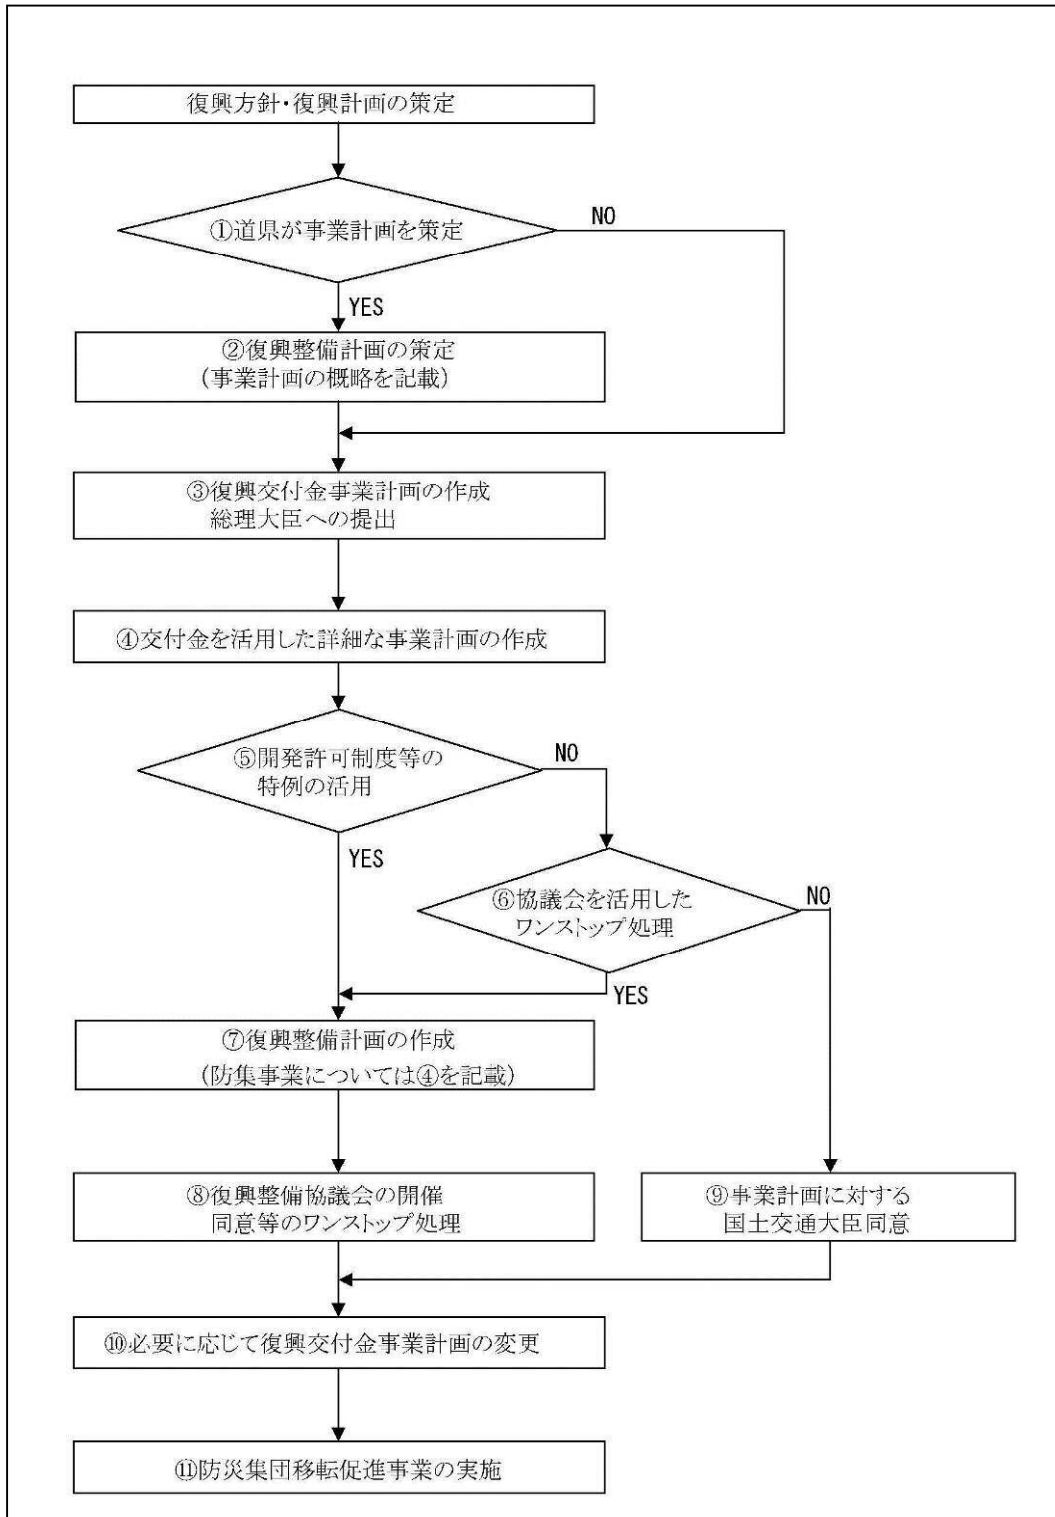 復興方針・復興計画の策定
①道県が事業計画を策定
NO
YES
②復興整備計画の策定
(事業計画の概略を記載)
③復興交付金事業計画の作成
総理大臣への提出
④交付金を活用した詳細な事業計画の作成
⑤開発許可制度等の
特例の活用
NO
YES
⑥協議会を活用した
ワンストップ処理
NO
YES
⑦復興整備計画の作成
(防集事業については④を記載)
⑧復興整備協議会の開催
同意等のワンストップ処理
⑨事業計画に対する
国土交通大臣同意
⑩必要に応じて復興交付金事業計画の変更
⑪防災集団移転促進事業の実施